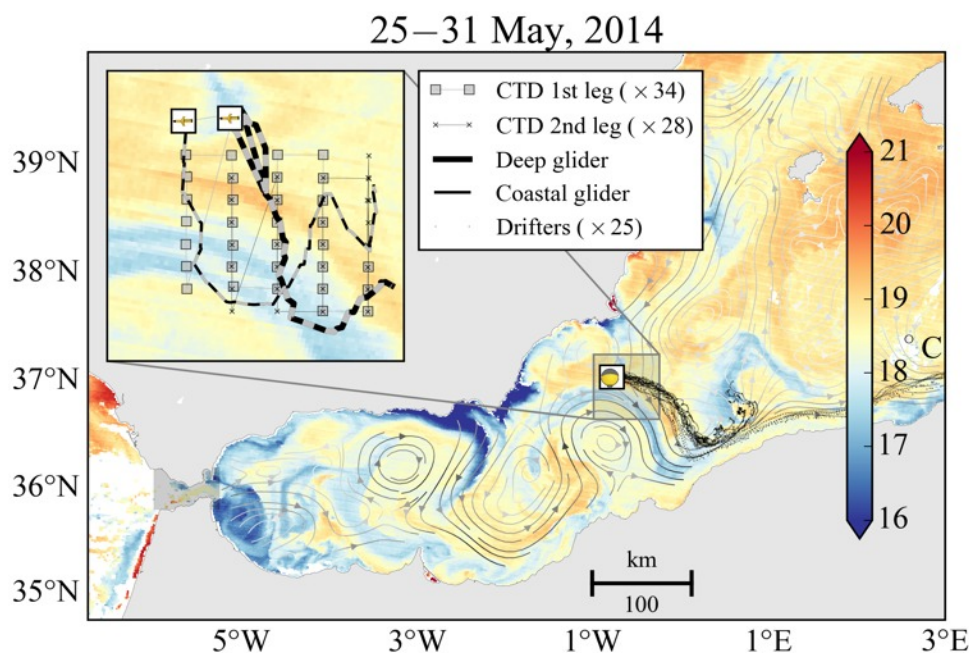 25−31 May, 2014
CTD 1st leg ( × 34)
CTD 2nd leg (× 28)
Deep glider
Coastal glider
Drifters ( × 25)
39°N
38°N
37°N
36°N
35°N
21
20
19
° C
18
17
16
km
100
5°W
3°W
1°W
1°E
3°E